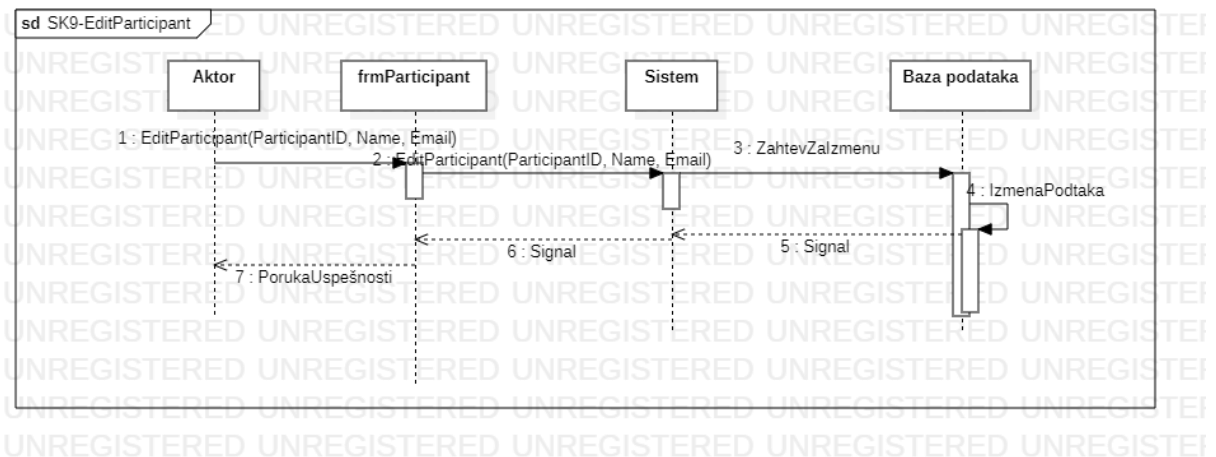 sd SK9-EditParticipant
Aktor
frmParticipant
Sistem
Baza podataka
1 : EditParticipant(ParticipantID, Name, Email)
2 : EditParticipant(ParticipantID, Name, Email)
3 : ZahtevZaIzmenu
4 : IzmenaPodtaka
5 : Signal
6 : Signal
7 : PorukaUspešnosti
UNREGISTERED UNREGISTERED UNREGISTERED UNREGISTERED UNREGISTER